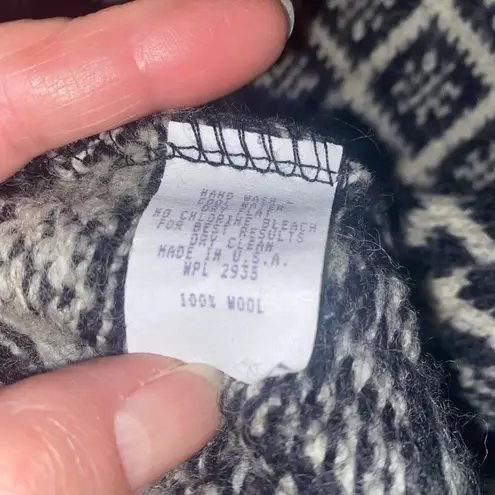 HAND WASH
COOL WATER
DRY FLAT
NO CHLORINE BLEACH
FOR BEST RESULTS
DRY CLEAN
MADE IN U.S.A.
WPL 2935
100% WOOL